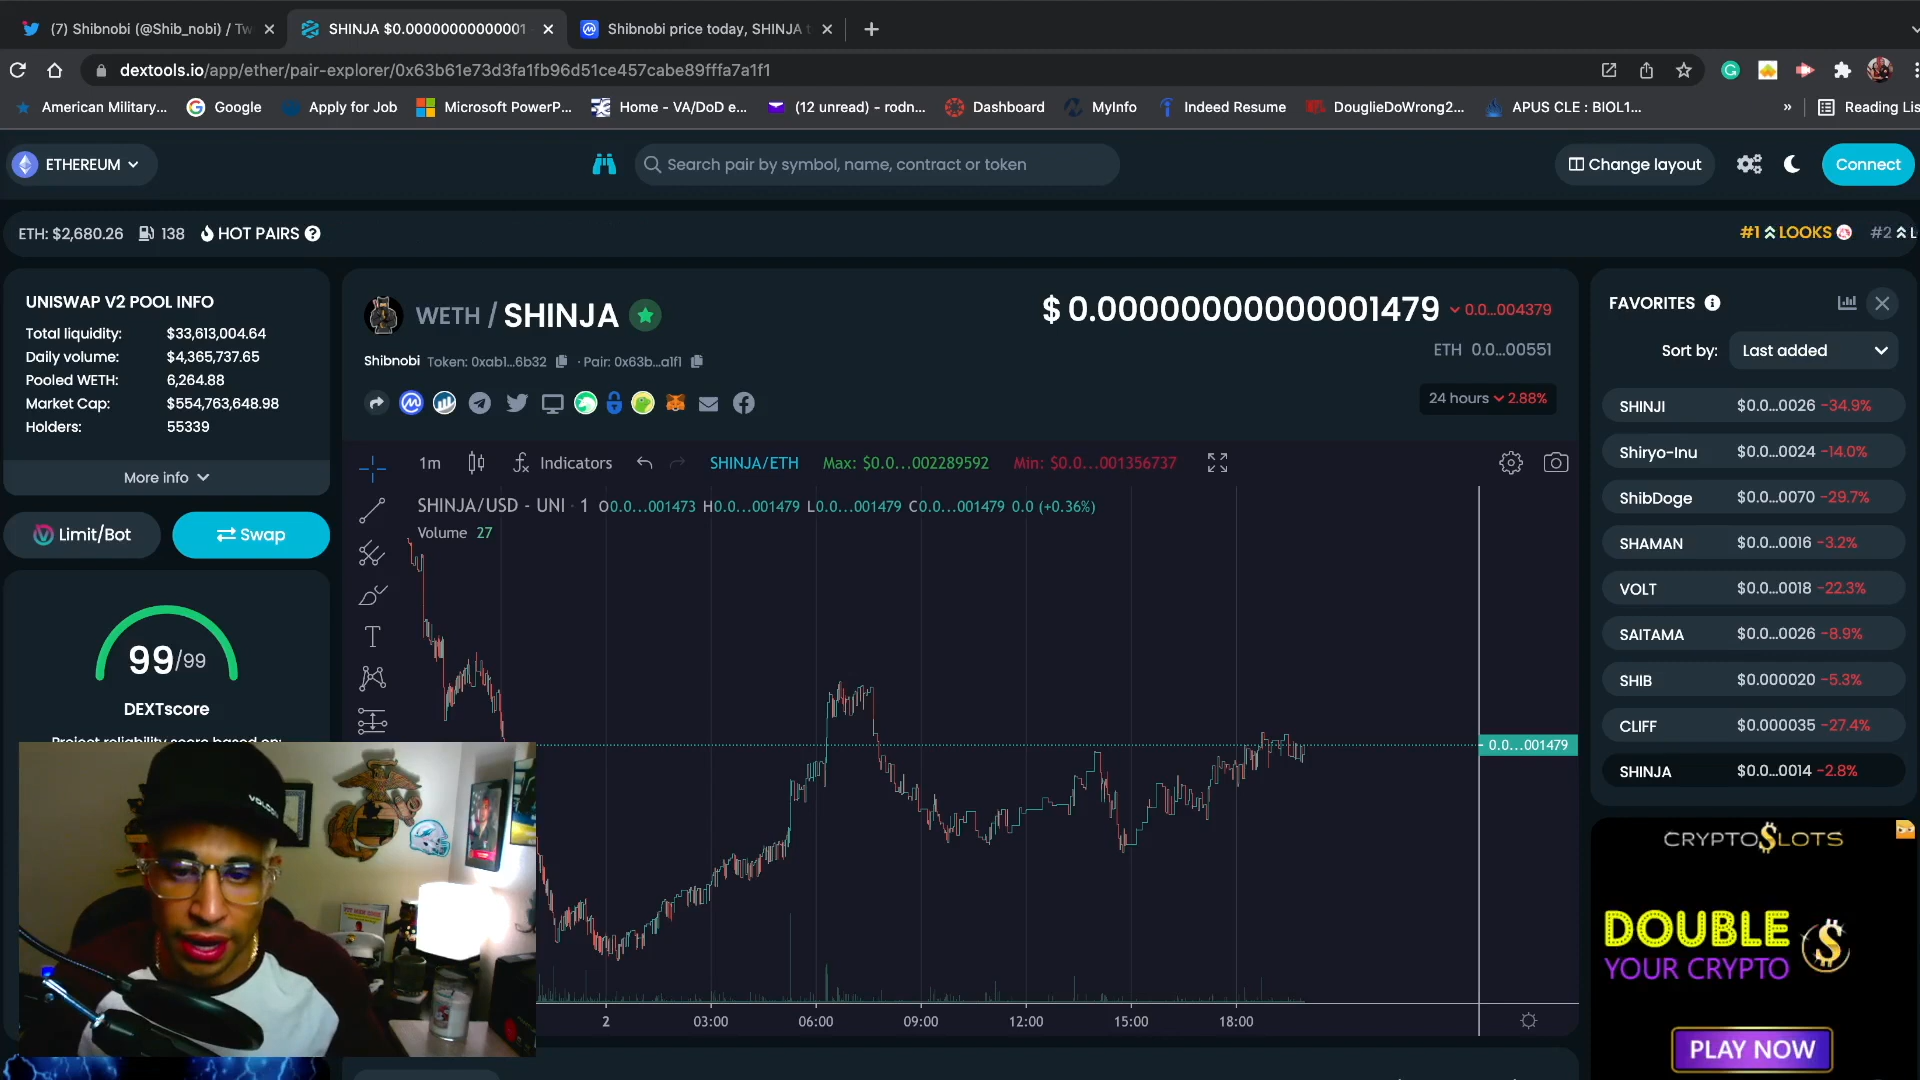 (7) Shibnobi (@Shib_nobi) / Tw
SHINJA $0.00000000000001
Shibnobi price today, SHINJA t
dextools.io/app/ether/pair-explorer/0x63b61e73d3fa1fb96d51ce457cabe89fffa7a1f1
American Military...
Google
Apply for Job
Microsoft PowerP...
Home - VA/DoD e...
(12 unread) - rodn...
Dashboard
MyInfo
Indeed Resume
DouglieDoWrong2...
APUS CLE : BIOL1...
»
Reading Lis
ETHEREUM
Search pair by symbol, name, contract or token
Change layout
Connect
ETH: $2,680.26
138
HOT PAIRS
#1 LOOKS
#2 L
UNISWAP V2 POOL INFO
Total liquidity: $33,613,004.64
Daily volume: $4,365,737.65
Pooled WETH: 6,264.88
Market Cap: $554,763,648.98
Holders: 55339
More info
Limit/Bot
Swap
99/99
DEXTscore
Project reliability score based on:
WETH / SHINJA
Shibnobi Token: 0xab1...6b32 · Pair: 0x63b...a1f1
$ 0.00000000000001479
0.0...004379
ETH 0.0...00551
24 hours 2.88%
1m
Indicators
SHINJA/ETH
Max: $0.0...002289592
Min: $0.0...001356737
SHINJA/USD - UNI · 1 O0.0...001473 H0.0...001479 L0.0...001479 C0.0...001479 0.0 (+0.36%)
Volume 27
0.0...001479
2 03:00 06:00 09:00 12:00 15:00 18:00
FAVORITES
Sort by: Last added
SHINJI $0.0...0026 -34.9%
Shiryo-Inu $0.0...0024 -14.0%
ShibDoge $0.0...0070 -29.7%
SHAMAN $0.0...0016 -3.2%
VOLT $0.0...0018 -22.3%
SAITAMA $0.0...0026 -8.9%
SHIB $0.000020 -5.3%
CLIFF $0.000035 -27.4%
SHINJA $0.0...0014 -2.8%
CRYPTO$LOTS
DOUBLE
YOUR CRYPTO
PLAY NOW